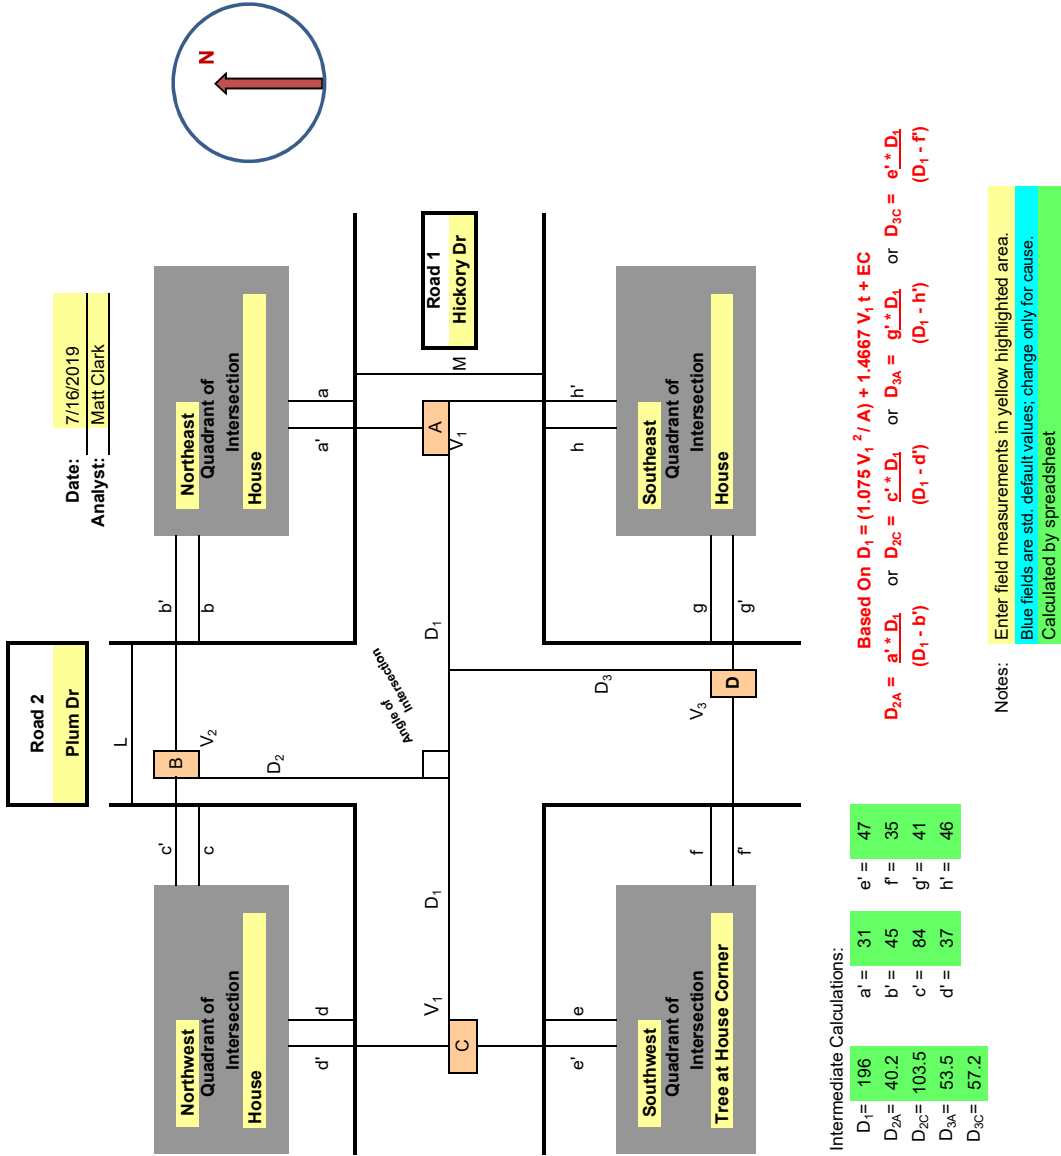 Date: 7/16/2019
Analyst: Matt Clark
N
Road 2
Plum Dr
L
Northwest
Quadrant of
Intersection
House
Northeast
Quadrant of
Intersection
House
c'
c
B
V2
b'
b
D2
d'
d
a'
a
Angle of
Intersection
Road 1
Hickory Dr
C
V1
D1
D1
A
V1
M
e'
e
h
h'
D3
Southwest
Quadrant of
Intersection
Tree at House Corner
Southeast
Quadrant of
Intersection
House
f
f'
V3
D
g
g'
Intermediate Calculations:
D1= 196 a' = 31 e' = 47
D2A= 40.2 b' = 45 f' = 35
D2C= 103.5 c' = 84 g' = 41
D3A= 53.5 d' = 37 h' = 46
D3C= 57.2
Based On D1 = (1.075 V1 2 / A) + 1.4667 V1 t + EC
D2A = a' * D1 or D2C = c' * D1 or D3A = g' * D1 or D3C = e' * D1
(D1 - b') (D1 - d') (D1 - h') (D1 - f')
Notes: Enter field measurements in yellow highlighted area.
Blue fields are std. default values; change only for cause.
Calculated by spreadsheet